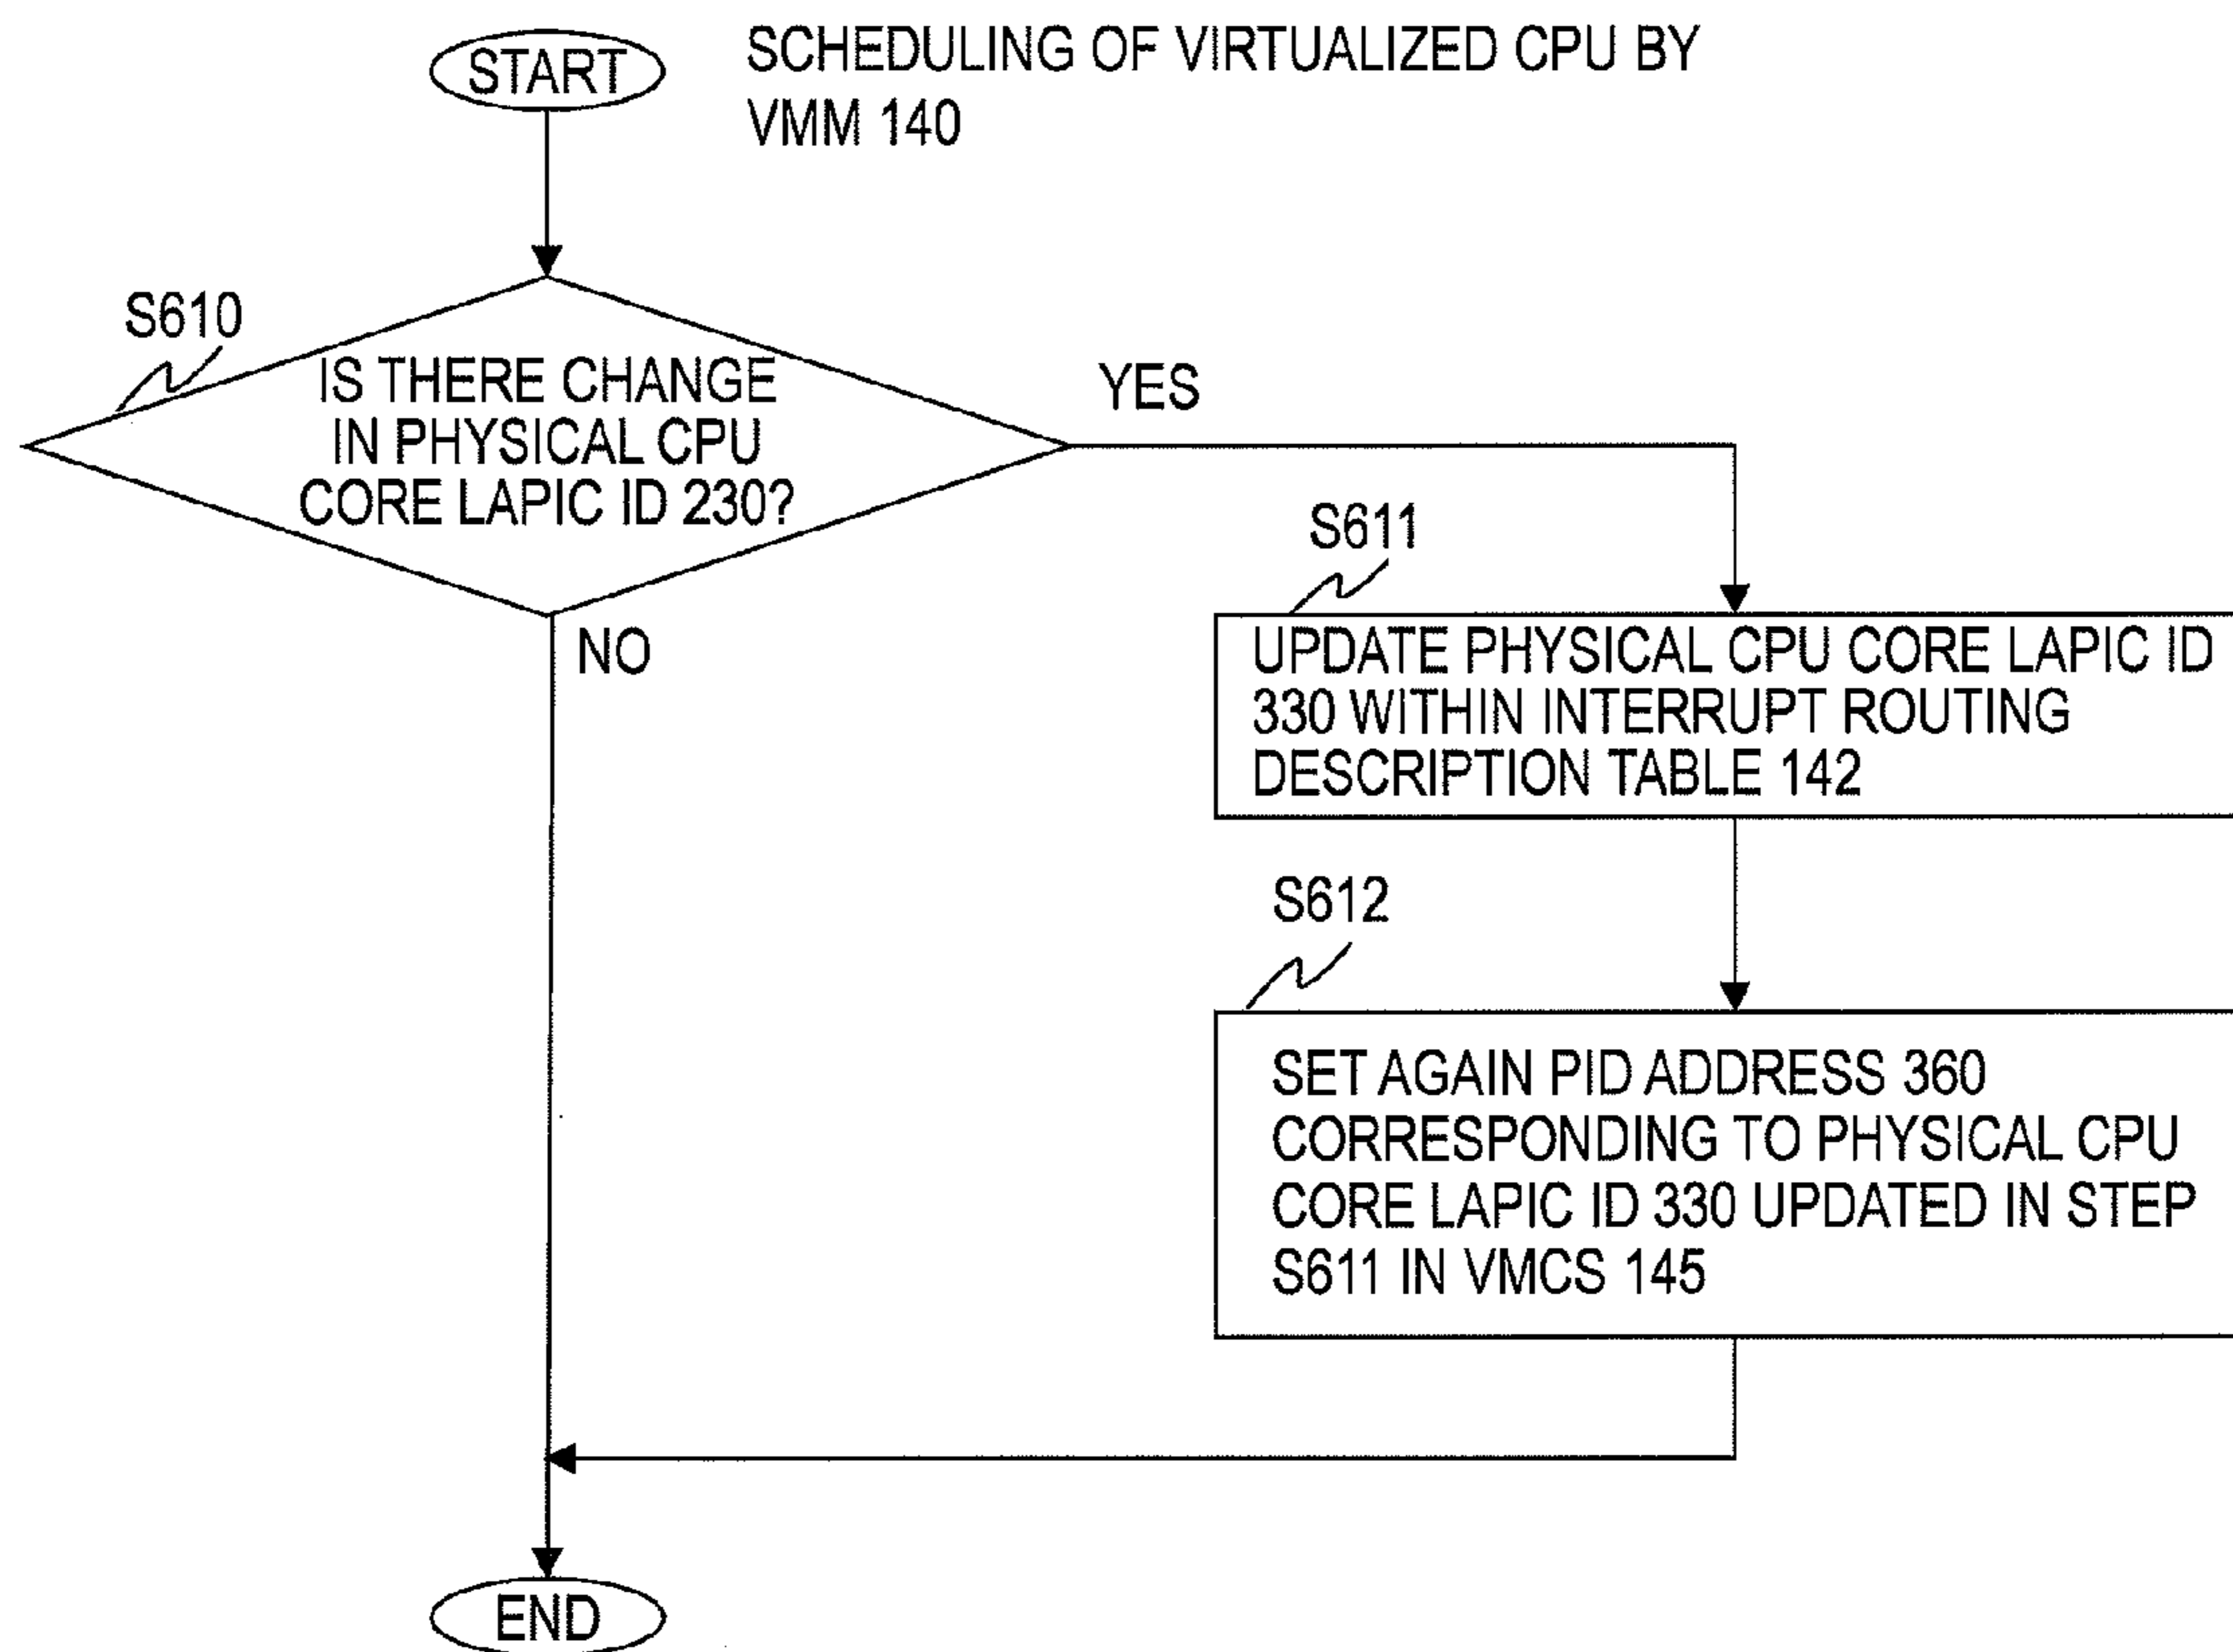 START
SCHEDULING OF VIRTUALIZED CPU BY
VMM 140
S610
IS THERE CHANGE
IN PHYSICAL CPU
CORE LAPIC ID 230?
YES
NO
S611
UPDATE PHYSICAL CPU CORE LAPIC ID
330 WITHIN INTERRUPT ROUTING
DESCRIPTION TABLE 142
S612
SET AGAIN PID ADDRESS 360
CORRESPONDING TO PHYSICAL CPU
CORE LAPIC ID 330 UPDATED IN STEP
S611 IN VMCS 145
END